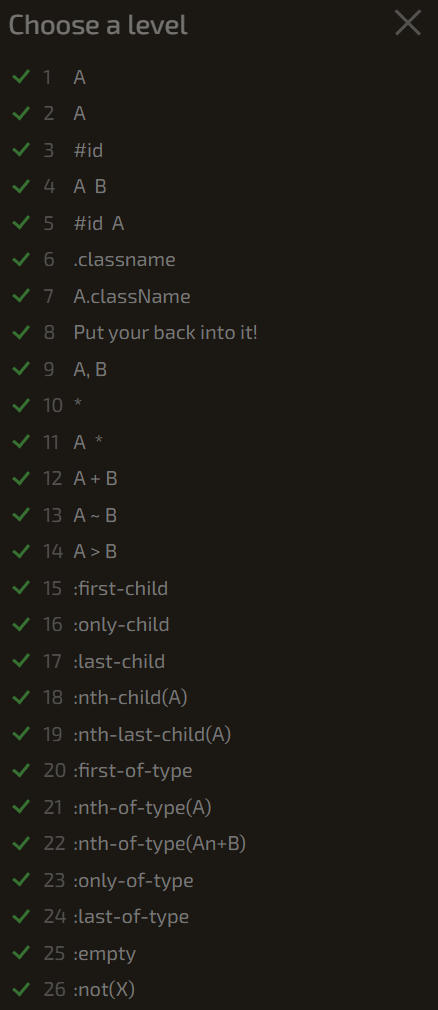 Choose a level
1 A
2 A
3 #id
4 A B
5 #id A
6 .classname
7 A.className
8 Put your back into it!
9 A, B
10 *
11 A *
12 A + B
13 A ~ B
14 A > B
15 :first-child
16 :only-child
17 :last-child
18 :nth-child(A)
19 :nth-last-child(A)
20 :first-of-type
21 :nth-of-type(A)
22 :nth-of-type(An+B)
23 :only-of-type
24 :last-of-type
25 :empty
26 :not(X)